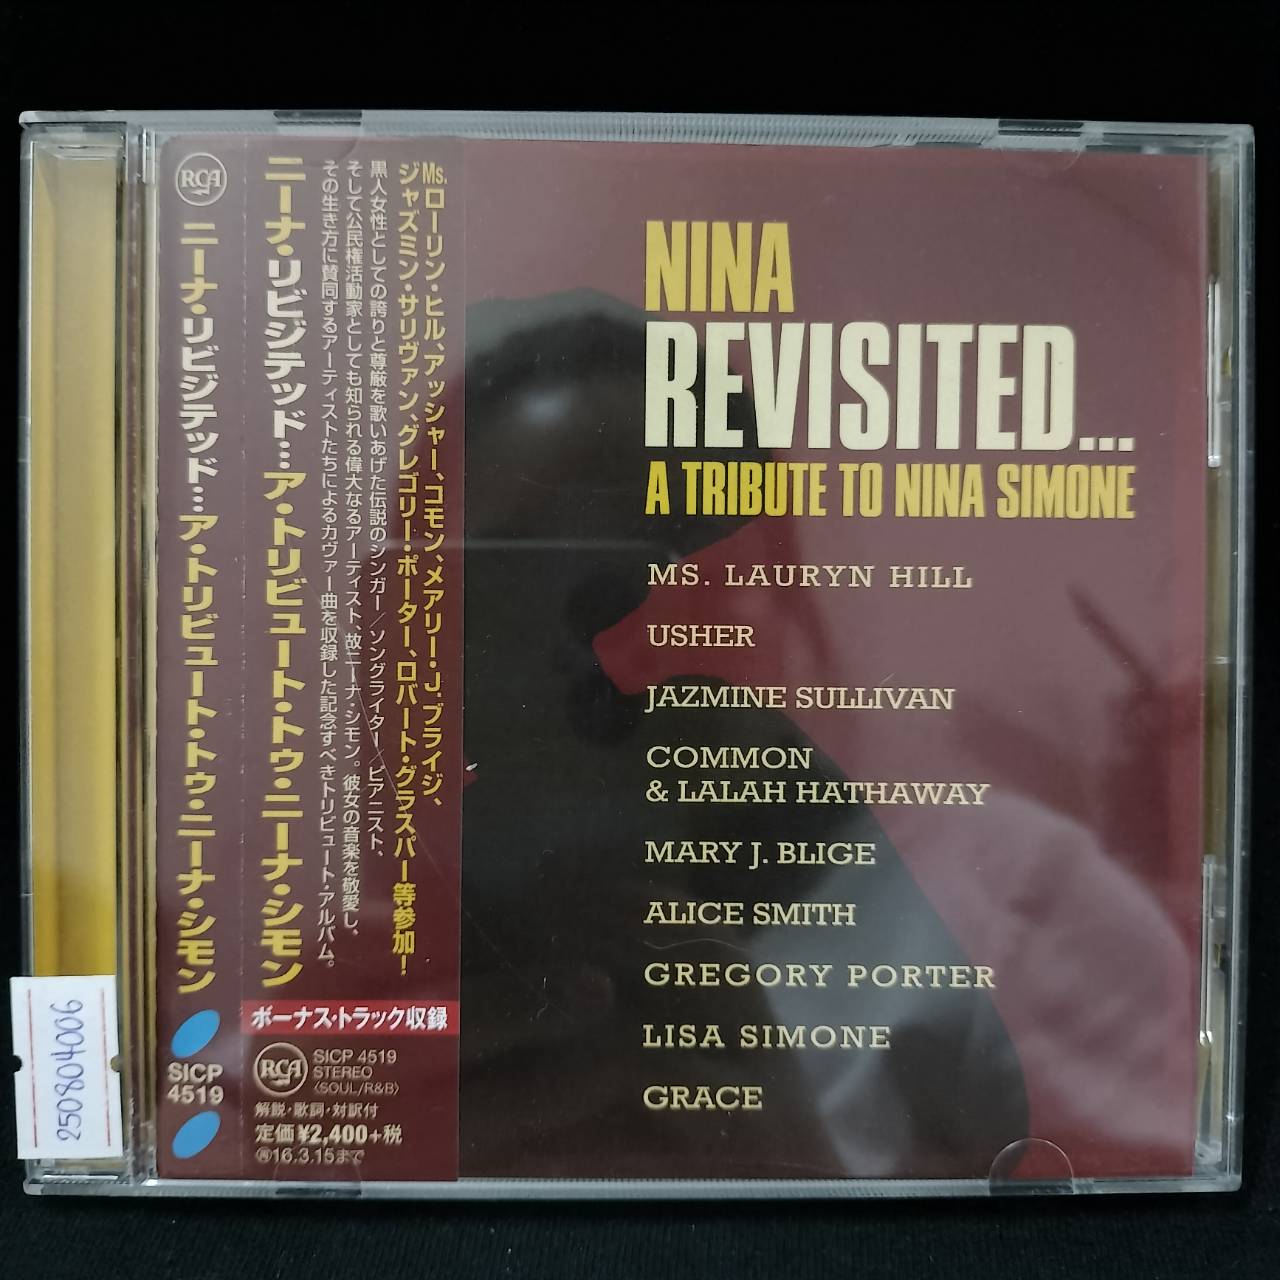 RCA
ニーナ・リビジテッド…ア・トリビュート・トゥ・ニーナ・シモン
SICP
4519
250804006
Ms.ローリン・ヒル、アッシャー、コモン、メアリー・J.ブライジ、
ジャズミン・サリヴァン、グレゴリー・ポーター、ロバート・グラスパー等参加!
黒人女性としての誇りと尊厳を歌いあげた伝説のシンガー/ソングライター/ピアニスト、
そして公民権活動家としても知られる偉大なるアーティスト、故ニーナ・シモン。彼女の音楽を敬愛し、
その生き方に賛同するアーティストたちによるカヴァー曲を収録した記念すべきトリビュート・アルバム。
ニーナ・リビジテッド…ア・トリビュート・トゥ・ニーナ・シモン
ボーナス・トラック収録
RCA
SICP 4519
STEREO
〈SOUL/R&B〉
解説・歌詞・対訳付
定価¥2,400+税
㊐16.3.15まで
NINA
REVISITED...
A TRIBUTE TO NINA SIMONE
MS. LAURYN HILL
USHER
JAZMINE SULLIVAN
COMMON
& LALAH HATHAWAY
MARY J. BLIGE
ALICE SMITH
GREGORY PORTER
LISA SIMONE
GRACE